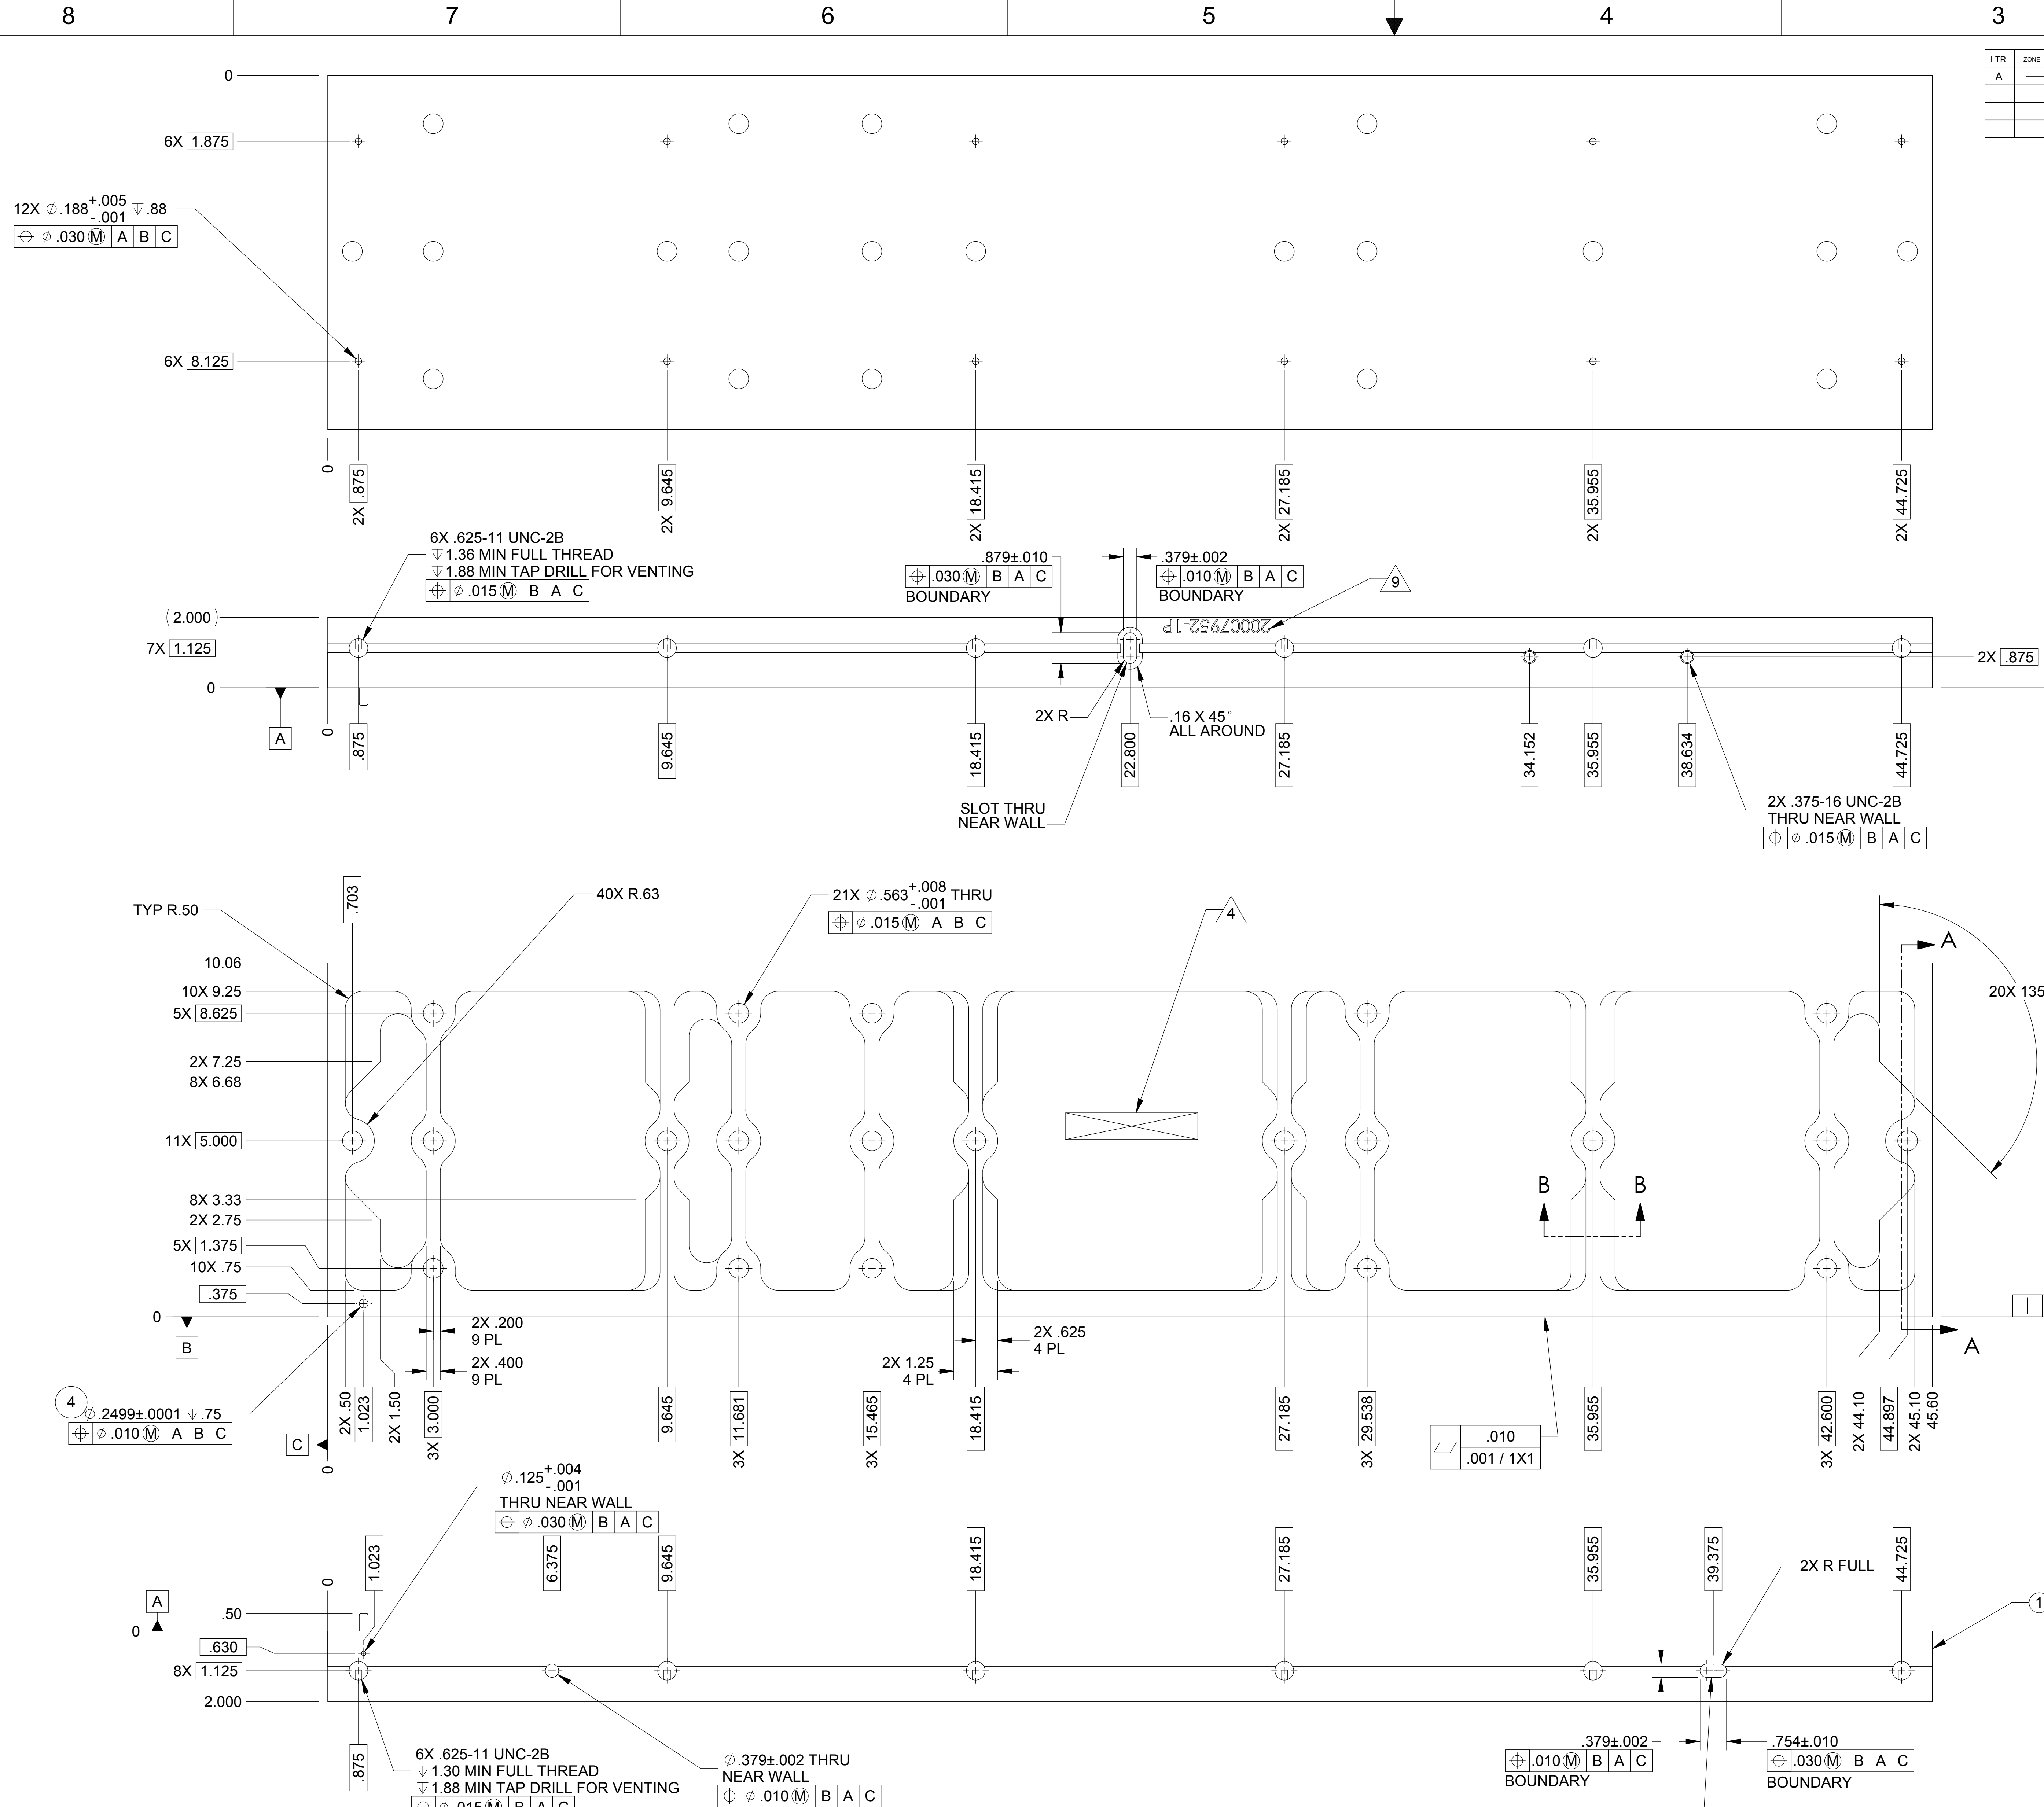 8 7 6 5 4 3
LTR ZONE
A
0
6X 1.875
12X ⌀.188 +.005 -.001 ↧.88
⌖ ⌀.030Ⓜ A B C
6X 8.125
0
2X .875
2X 9.645
2X 18.415
2X 27.185
2X 35.955
2X 44.725
6X .625-11 UNC-2B
↧1.36 MIN FULL THREAD
↧1.88 MIN TAP DRILL FOR VENTING
⌖ ⌀.015Ⓜ B A C
.879±.010
⌖ .030Ⓜ B A C
BOUNDARY
.379±.002
⌖ .010Ⓜ B A C
BOUNDARY
9
20007952-1P
(2.000)
7X 1.125
0
A
2X .875
2X R
.16 X 45°
ALL AROUND
0
.875
9.645
18.415
22.800
27.185
34.152
35.955
38.634
44.725
SLOT THRU
NEAR WALL
2X .375-16 UNC-2B
THRU NEAR WALL
⌖ ⌀.015Ⓜ B A C
TYP R.50
.703
40X R.63
21X ⌀.563 +.008 -.001 THRU
⌖ ⌀.015Ⓜ A B C
4
A
20X 135
10.06
10X 9.25
5X 8.625
2X 7.25
8X 6.68
11X 5.000
8X 3.33
2X 2.75
5X 1.375
10X .75
.375
0
B
B B
A
2X .200
9 PL
2X .400
9 PL
2X .625
4 PL
2X 1.25
4 PL
4
⌀.2499±.0001 ↧.75
⌖ ⌀.010Ⓜ A B C
C
0
2X .50
1.023
2X 1.50
3X 3.000
9.645
3X 11.681
3X 15.465
18.415
27.185
3X 29.538
35.955
3X 42.600
2X 44.10
44.897
2X 45.10
45.60
⏥ .010
.001 / 1X1
⌀.125 +.004 -.001
THRU NEAR WALL
⌖ ⌀.030Ⓜ B A C
0
1.023
6.375
9.645
18.415
27.185
35.955
39.375
44.725
2X R FULL
1
A
.50
0
.630
8X 1.125
2.000
.875
6X .625-11 UNC-2B
↧1.30 MIN FULL THREAD
↧1.88 MIN TAP DRILL FOR VENTING
⌖ ⌀.015Ⓜ B A C
⌀.379±.002 THRU
NEAR WALL
⌖ ⌀.010Ⓜ B A C
.379±.002
⌖ .010Ⓜ B A C
BOUNDARY
.754±.010
⌖ .030Ⓜ B A C
BOUNDARY